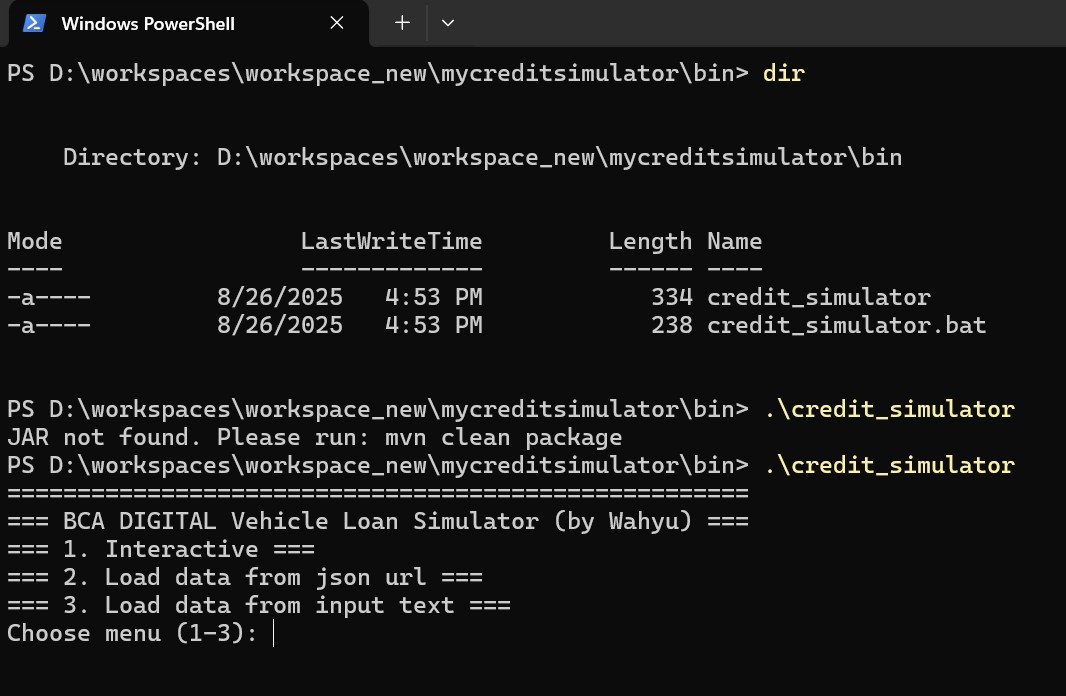 Windows PowerShell
PS D:\workspaces\workspace_new\mycreditsimulator\bin> dir
Directory: D:\workspaces\workspace_new\mycreditsimulator\bin
Mode LastWriteTime Length Name
---- ------------- ------ ----
-a---- 8/26/2025 4:53 PM 334 credit_simulator
-a---- 8/26/2025 4:53 PM 238 credit_simulator.bat
PS D:\workspaces\workspace_new\mycreditsimulator\bin> .\credit_simulator
JAR not found. Please run: mvn clean package
PS D:\workspaces\workspace_new\mycreditsimulator\bin> .\credit_simulator
=====================================================
=== BCA DIGITAL Vehicle Loan Simulator (by Wahyu) ===
=== 1. Interactive ===
=== 2. Load data from json url ===
=== 3. Load data from input text ===
Choose menu (1-3):